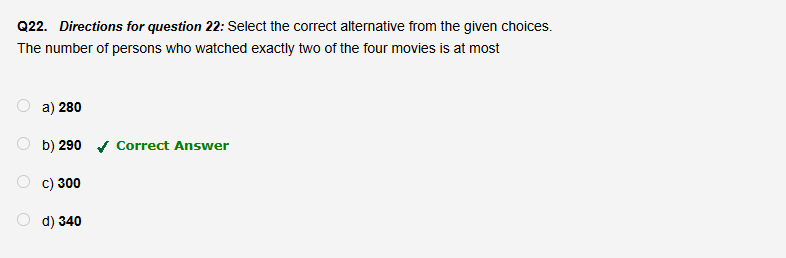 Q22. Directions for question 22: Select the correct alternative from the given choices.
The number of persons who watched exactly two of the four movies is at most
a) 280
b) 290 ✓ Correct Answer
c) 300
d) 340